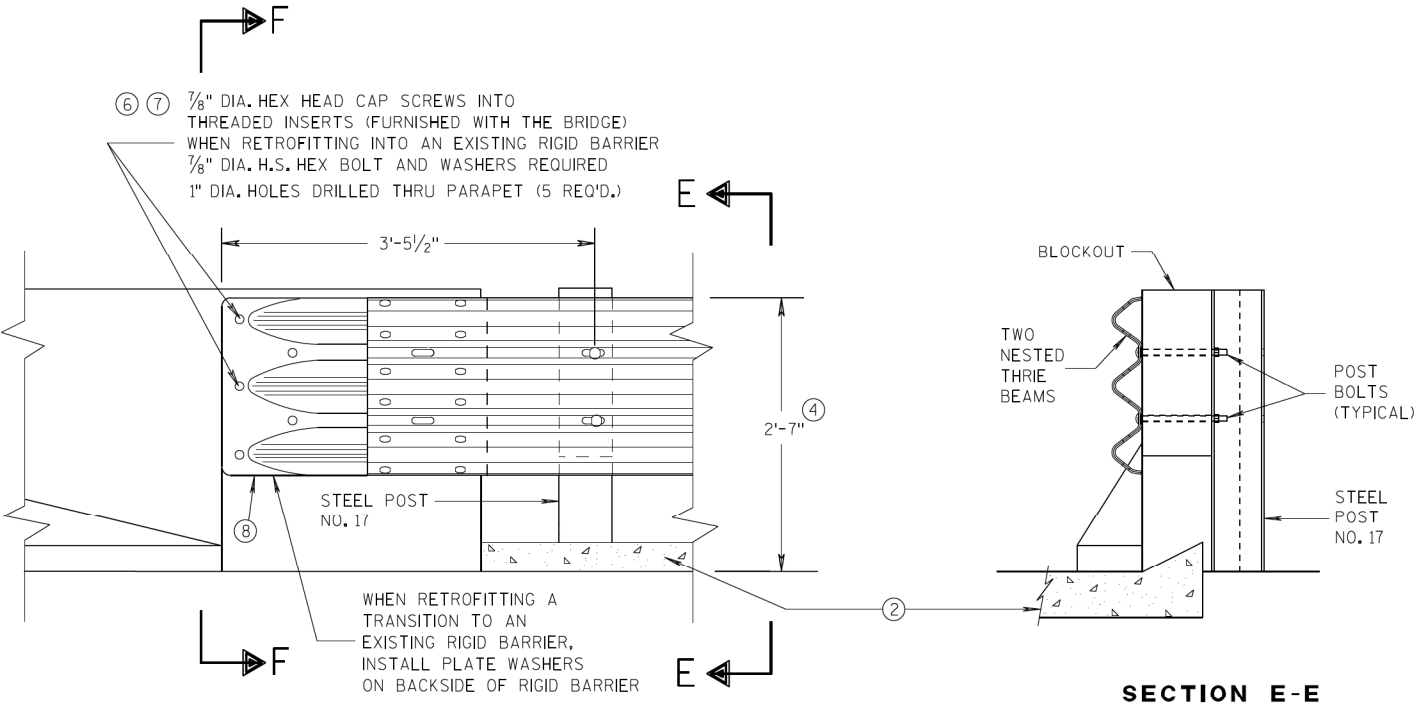 F
⑥ ⑦ 7/8" DIA. HEX HEAD CAP SCREWS INTO
THREADED INSERTS (FURNISHED WITH THE BRIDGE)
WHEN RETROFITTING INTO AN EXISTING RIGID BARRIER
7/8" DIA. H.S. HEX BOLT AND WASHERS REQUIRED
1" DIA. HOLES DRILLED THRU PARAPET (5 REQ'D.)
E
3'-5 1/2"
2'-7" ④
STEEL POST
NO. 17
⑧
WHEN RETROFITTING A
TRANSITION TO AN
EXISTING RIGID BARRIER,
INSTALL PLATE WASHERS
ON BACKSIDE OF RIGID BARRIER
F
E
②
BLOCKOUT
TWO
NESTED
THRIE
BEAMS
POST
BOLTS
(TYPICAL)
STEEL
POST
NO. 17
SECTION E-E